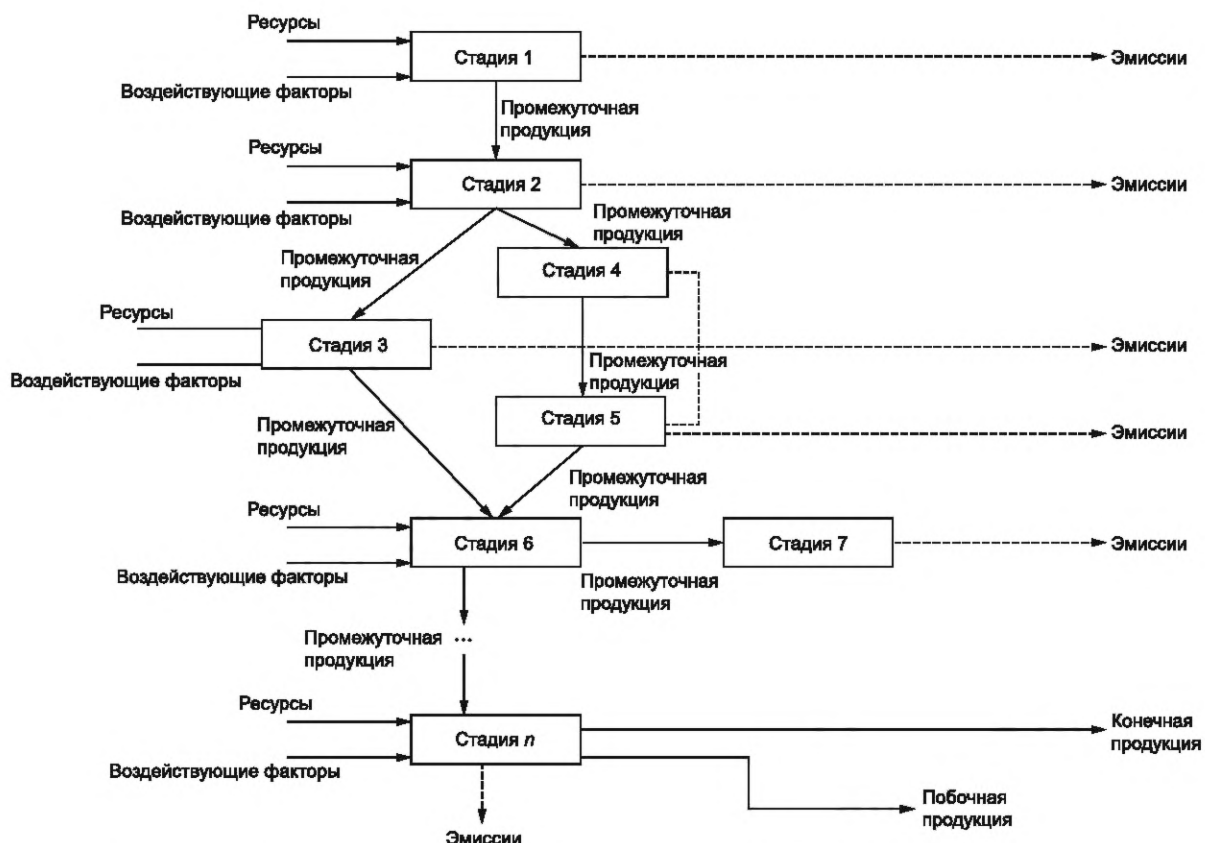 Ресурсы
Стадия 1
Эмиссии
Воздействующие факторы
Промежуточная
продукция
Ресурсы
Стадия 2
Эмиссии
Воздействующие факторы
Промежуточная
продукция
Промежуточная
продукция
Стадия 4
Ресурсы
Стадия 3
Эмиссии
Воздействующие факторы
Промежуточная
продукция
Промежуточная
продукция
Стадия 5
Эмиссии
Промежуточная
продукция
Ресурсы
Стадия 6
Стадия 7
Эмиссии
Воздействующие факторы
Промежуточная
продукция
Промежуточная ...
продукция
Ресурсы
Стадия n
Конечная
продукция
Воздействующие факторы
Побочная
продукция
Эмиссии